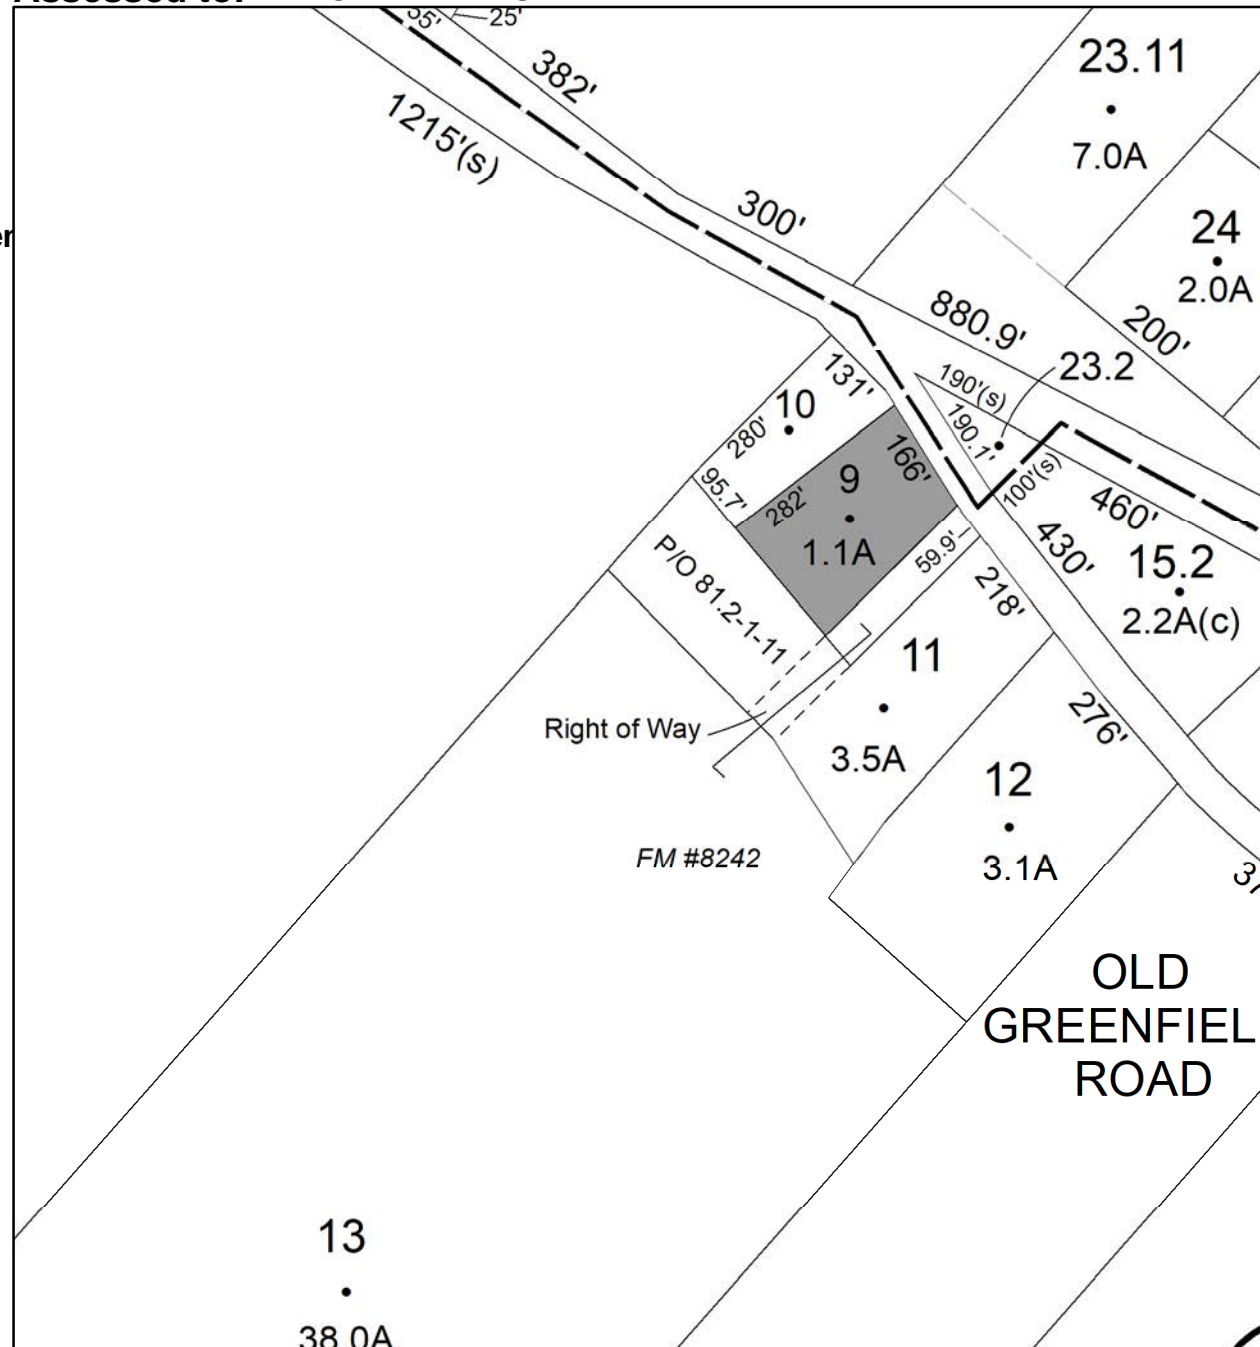 Assessed to:
55'
25'
382'
1215'(s)
23.11
7.0A
300'
24
2.0A
880.9'
200'
23.2
190'(s)
190.1'
131'
10
280'
166'
9
95.7'
282'
1.1A
100'(s)
460'
430'
15.2
2.2A(c)
59.9'
218'
P/O 81.2-1-11
11
276'
Right of Way
3.5A
12
FM #8242
3.1A
OLD
GREENFIEL
ROAD
13
38.0A